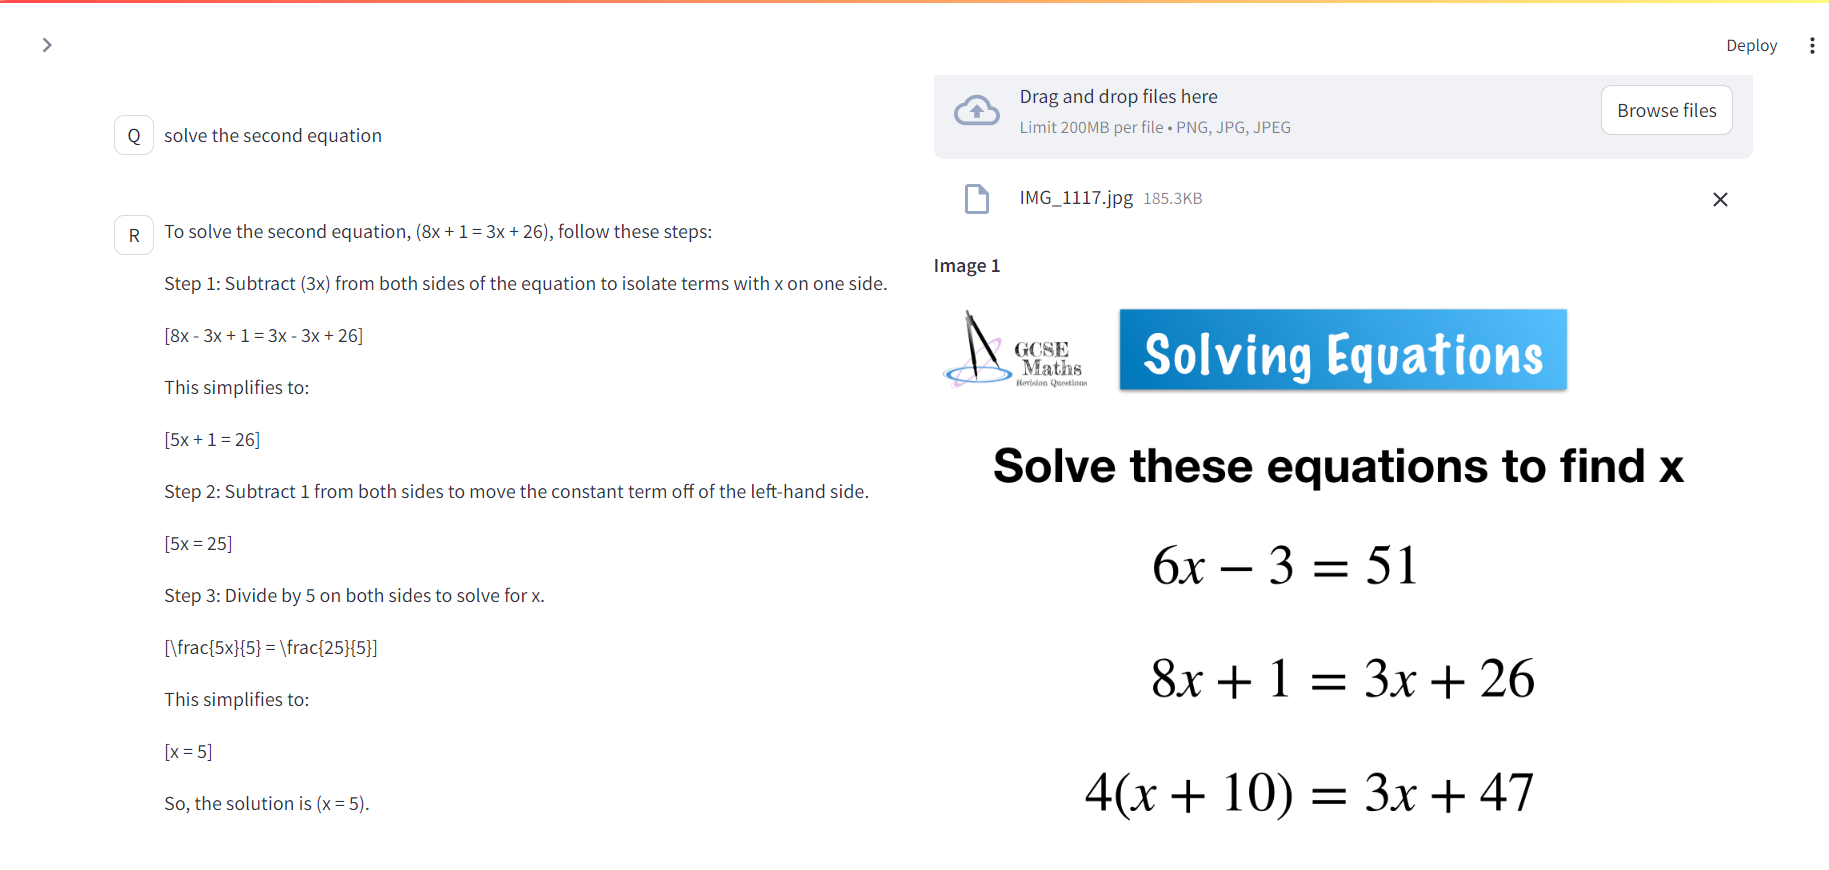 Deploy
Q
solve the second equation
R
To solve the second equation, (8x + 1 = 3x + 26), follow these steps:
Step 1: Subtract (3x) from both sides of the equation to isolate terms with x on one side.
[8x - 3x + 1 = 3x - 3x + 26]
This simplifies to:
[5x + 1 = 26]
Step 2: Subtract 1 from both sides to move the constant term off of the left-hand side.
[5x = 25]
Step 3: Divide by 5 on both sides to solve for x.
[\frac{5x}{5} = \frac{25}{5}]
This simplifies to:
[x = 5]
So, the solution is (x = 5).
Drag and drop files here
Limit 200MB per file • PNG, JPG, JPEG
Browse files
IMG_1117.jpg 185.3KB
Image 1
GCSE
Maths
Revision Questions
Solving Equations
Solve these equations to find x
6x − 3 = 51
8x + 1 = 3x + 26
4(x + 10) = 3x + 47